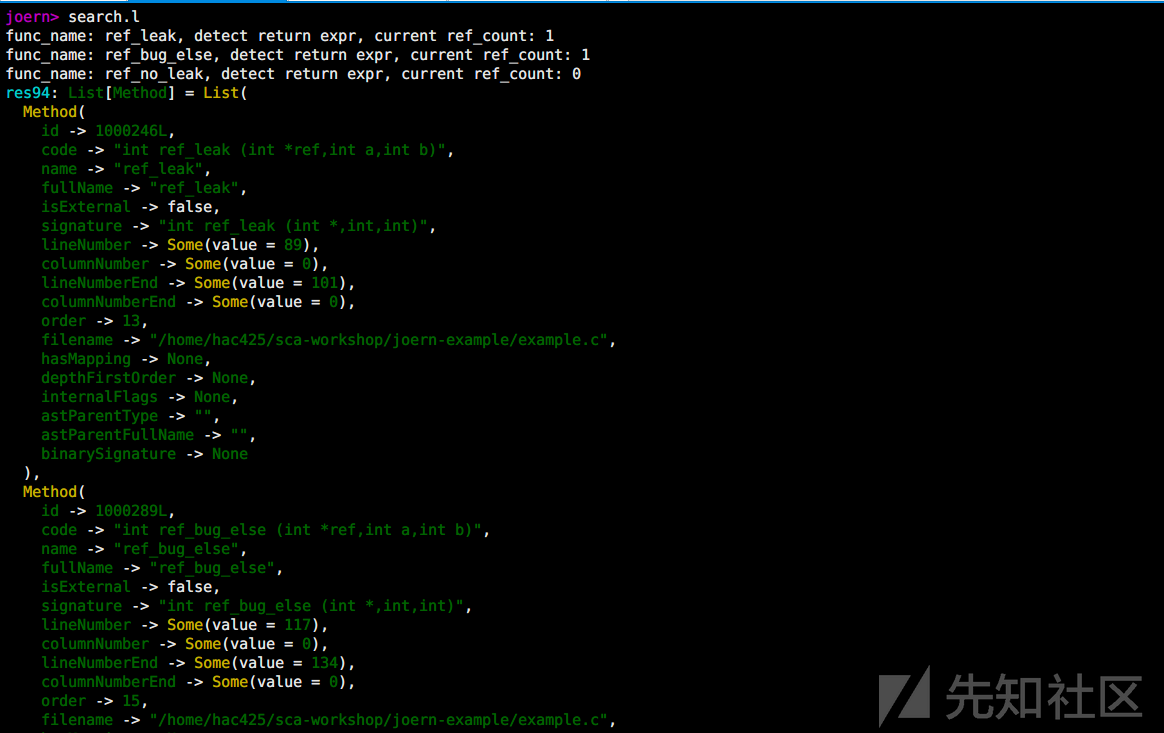 joern> search.l
func_name: ref_leak, detect return expr, current ref_count: 1
func_name: ref_bug_else, detect return expr, current ref_count: 1
func_name: ref_no_leak, detect return expr, current ref_count: 0
res94: List[Method] = List(
  Method(
    id -> 1000246L,
    code -> "int ref_leak (int *ref,int a,int b)",
    name -> "ref_leak",
    fullName -> "ref_leak",
    isExternal -> false,
    signature -> "int ref_leak (int *,int,int)",
    lineNumber -> Some(value = 89),
    columnNumber -> Some(value = 0),
    lineNumberEnd -> Some(value = 101),
    columnNumberEnd -> Some(value = 0),
    order -> 13,
    filename -> "/home/hac425/sca-workshop/joern-example/example.c",
    hasMapping -> None,
    depthFirstOrder -> None,
    internalFlags -> None,
    astParentType -> "",
    astParentFullName -> "",
    binarySignature -> None
  ),
  Method(
    id -> 1000289L,
    code -> "int ref_bug_else (int *ref,int a,int b)",
    name -> "ref_bug_else",
    fullName -> "ref_bug_else",
    isExternal -> false,
    signature -> "int ref_bug_else (int *,int,int)",
    lineNumber -> Some(value = 117),
    columnNumber -> Some(value = 0),
    lineNumberEnd -> Some(value = 134),
    columnNumberEnd -> Some(value = 0),
    order -> 15,
    filename -> "/home/hac425/sca-workshop/joern-example/example.c",
先知社区